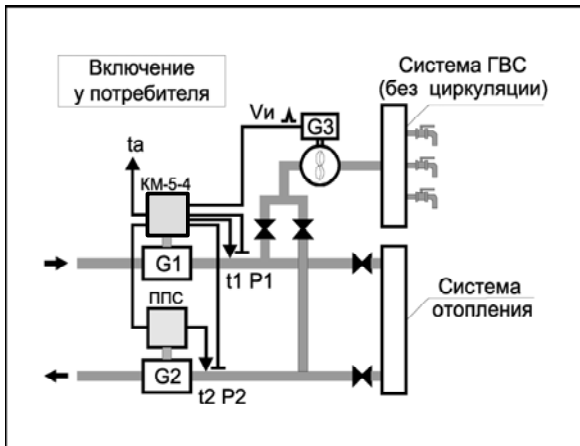 Включение
у потребителя
Система ГВС
(без циркуляции)
Vи
G3
ta
КМ-5-4
G1
t1 P1
ППС
G2
t2 P2
Система
отопления